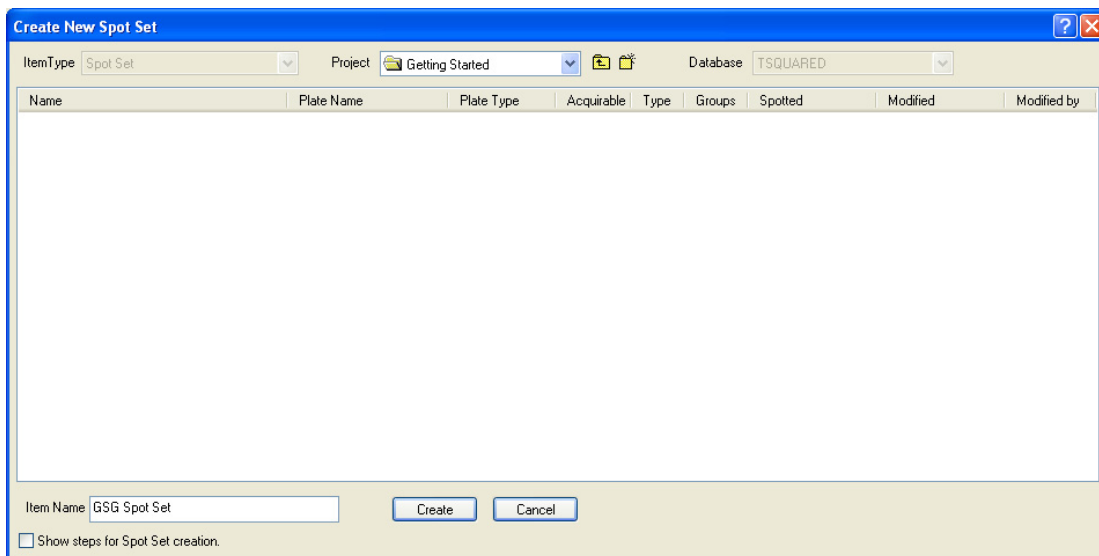 Create New Spot Set
ItemType Spot Set Project Getting Started Database TSQUARED
Name Plate Name Plate Type Acquirable Type Groups Spotted Modified Modified by
Item Name GSG Spot Set Create Cancel
Show steps for Spot Set creation.